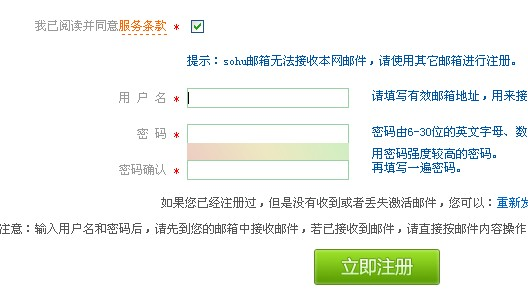 我已阅读并同意服务条款 *
提示：sohu邮箱无法接收本网邮件，请使用其它邮箱进行注册。
用 户 名 * 请填写有效邮箱地址，用来接
密 码 * 密码由6-30位的英文字母、数
用密码强度较高的密码。
密码确认 * 再填写一遍密码。
如果您已经注册过，但是没有收到或者丢失激活邮件，您可以：重新发
注意：输入用户名和密码后，请先到您的邮箱中接收邮件，若已接收到邮件，请直接按邮件内容操作
立即注册